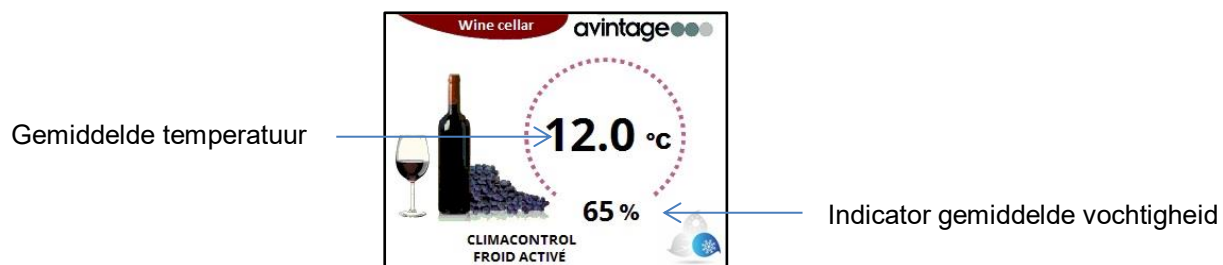 Wine cellar
avintage
Gemiddelde temperatuur
12.0 °C
65 %
Indicator gemiddelde vochtigheid
CLIMACONTROL
FROID ACTIVÉ